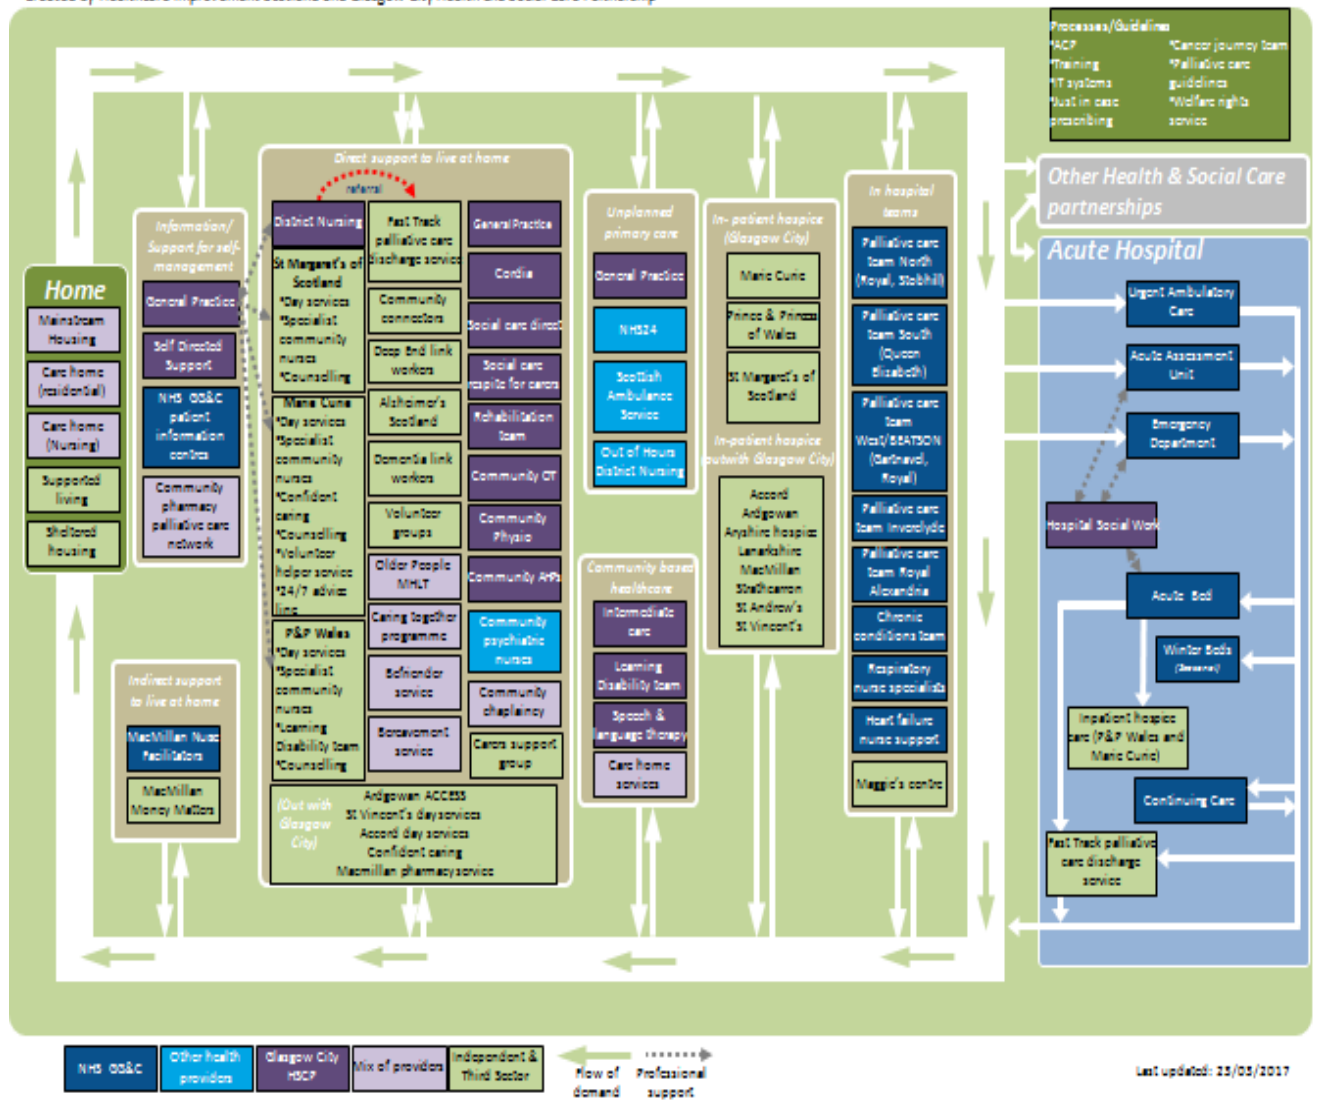 Created by Healthcare Improvement Scotland and Glasgow City Health and Social Care Partnership
Processes/Guidelines
*ACP
*Training
*IT systems
*Just in case
prescribing
*Cancer journey team
*Palliative care
guidelines
*Welfare rights
service
Home
Mainstream
Housing
Care home
(residential)
Care home
(Nursing)
Supported
living
Sheltered
housing
Information/
Support for self-
management
General Practice
Self Directed
Support
NHS GG&C
patient
information
centres
Community
pharmacy
palliative care
network
Indirect support
to live at home
MacMillan Nurse
Facilitators
MacMillan
Money Matters
Direct support to live at home
referral
District Nursing
St Margaret's of
Scotland
*Day services
*Specialist
community
nurses
*Counselling
Marie Curie
*Day services
*Specialist
community
nurses
*Confident
caring
*Counselling
*Volunteer
helper service
*24/7 advice
line
P&P Wales
*Day services
*Specialist
community
nurses
*Learning
Disability team
*Counselling
Fast Track
palliative care
discharge service
Community
connectors
Deep End link
workers
Alzheimer's
Scotland
Dementia link
workers
Volunteer
groups
Older People
MHLT
Caring together
programme
Befriender
service
Bereavement
service
General Practice
Cordia
Social care direct
Social care
respite for carers
Rehabilitation
team
Community OT
Community
Physio
Community AHPs
Community
psychiatric
nurses
Community
chaplaincy
Carers support
group
(Out with
Glasgow
City)
Ardgowan ACCESS
St Vincent's day services
Accord day services
Confident caring
Macmillan pharmacy service
Unplanned
primary care
General Practice
NHS24
Scottish
Ambulance
Service
Out of Hours
District Nursing
Community based
healthcare
Intermediate
care
Learning
Disability team
Speech &
language therapy
Care home
services
In- patient hospice
(Glasgow City)
Marie Curie
Prince & Princess
of Wales
St Margaret's of
Scotland
In-patient hospice
(outwith Glasgow City)
Accord
Ardgowan
Aryshire hospice
Lanarkshire
MacMillan
Strathcarron
St Andrew's
St Vincent's
In hospital
teams
Palliative care
team North
(Royal, Stobhill)
Palliative care
team South
(Queen
Elizabeth)
Palliative care
team
West/BEATSON
(Gartnavel,
Royal)
Palliative care
team Inverclyde
Palliative care
team Royal
Alexandria
Chronic
conditions team
Respiratory
nurse specialists
Heart failure
nurse support
Maggie's centre
Other Health & Social Care
partnerships
Acute Hospital
Urgent Ambulatory
Care
Acute Assessment
Unit
Emergency
Department
Hospital Social Work
Acute Bed
Winter Beds
(Seasonal)
Inpatient hospice
care (P&P Wales and
Marie Curie)
Continuing Care
Fast Track palliative
care discharge
service
NHS GG&C
Other health
providers
Glasgow City
HSCP
Mix of providers
Independent &
Third Sector
Flow of
demand
Professional
support
Last updated: 23/03/2017